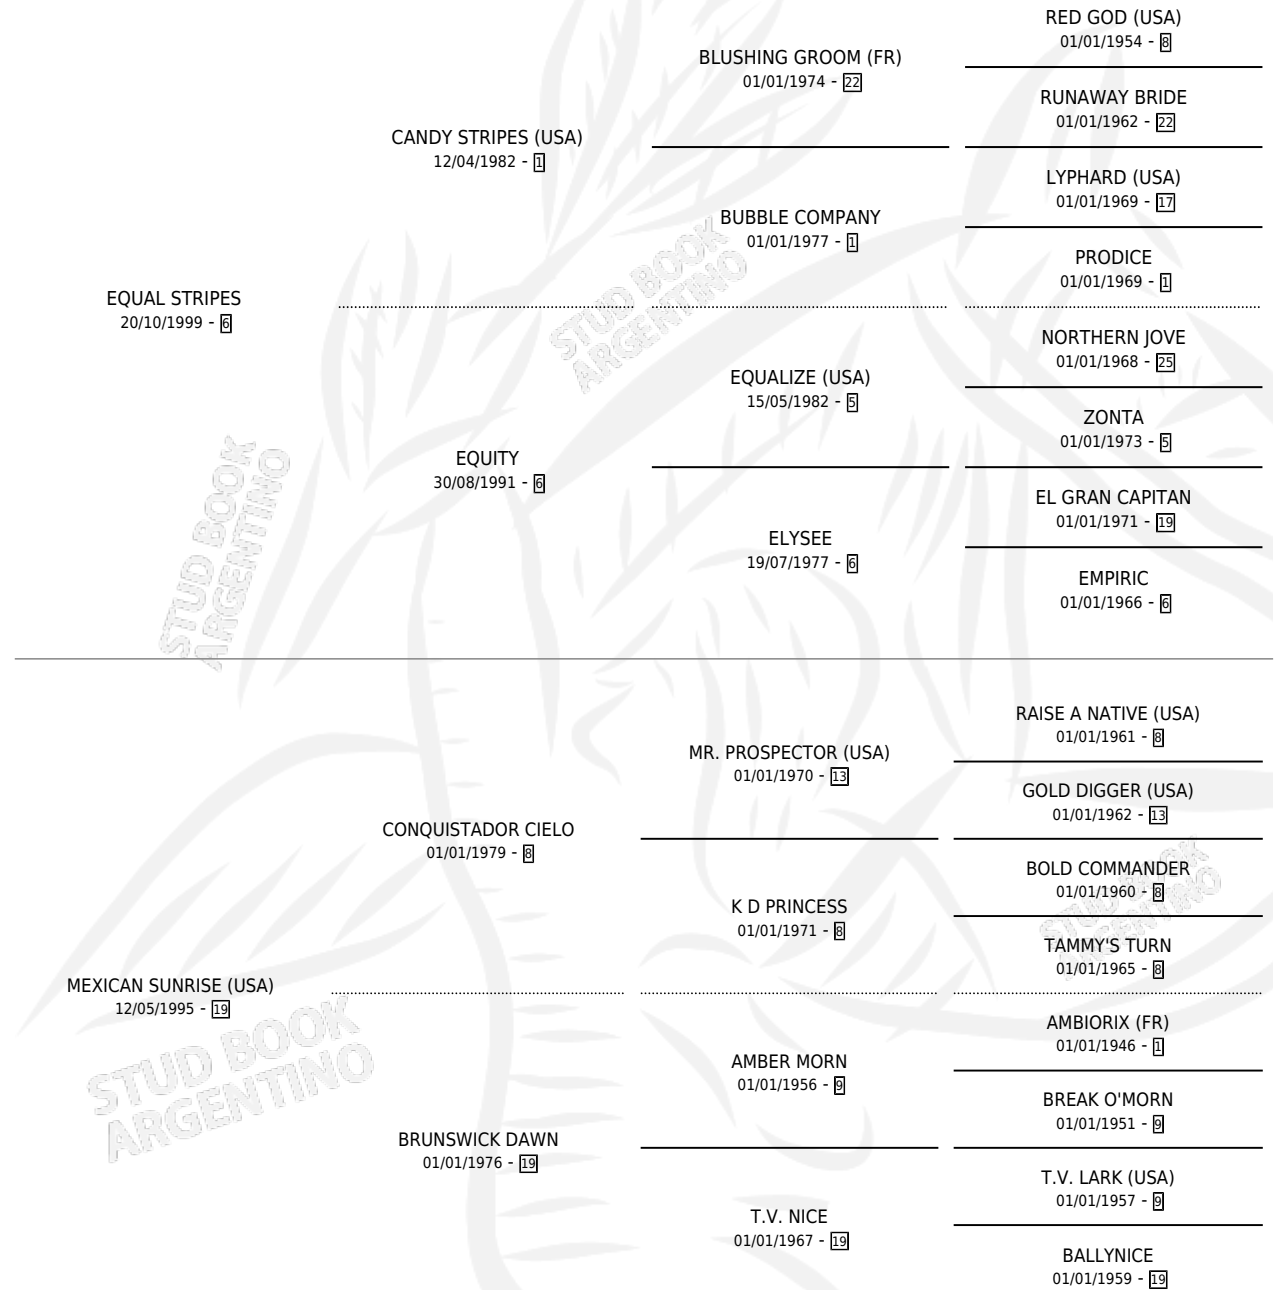 RED GOD (USA)
01/01/1954 - 8
BLUSHING GROOM (FR)
01/01/1974 - 22
RUNAWAY BRIDE
01/01/1962 - 22
CANDY STRIPES (USA)
12/04/1982 - 1
LYPHARD (USA)
01/01/1969 - 17
BUBBLE COMPANY
01/01/1977 - 1
PRODICE
01/01/1969 - 1
EQUAL STRIPES
20/10/1999 - 6
STUD BOOK
ARGENTINO
NORTHERN JOVE
01/01/1968 - 25
EQUALIZE (USA)
15/05/1982 - 5
ZONTA
01/01/1973 - 5
EQUITY
30/08/1991 - 6
STUD BOOK
ARGENTINO
EL GRAN CAPITAN
01/01/1971 - 19
ELYSEE
19/07/1977 - 6
EMPIRIC
01/01/1966 - 6
RAISE A NATIVE (USA)
01/01/1961 - 8
MR. PROSPECTOR (USA)
01/01/1970 - 13
GOLD DIGGER (USA)
01/01/1962 - 13
CONQUISTADOR CIELO
01/01/1979 - 8
BOLD COMMANDER
01/01/1960 - 8
STUD BOOK
ARGENTINO
K D PRINCESS
01/01/1971 - 8
TAMMY'S TURN
01/01/1965 - 8
MEXICAN SUNRISE (USA)
12/05/1995 - 19
STUD BOOK
ARGENTINO
AMBIORIX (FR)
01/01/1946 - 1
AMBER MORN
01/01/1956 - 9
BREAK O'MORN
01/01/1951 - 9
BRUNSWICK DAWN
01/01/1976 - 19
T.V. LARK (USA)
01/01/1957 - 9
T.V. NICE
01/01/1967 - 19
BALLYNICE
01/01/1959 - 19